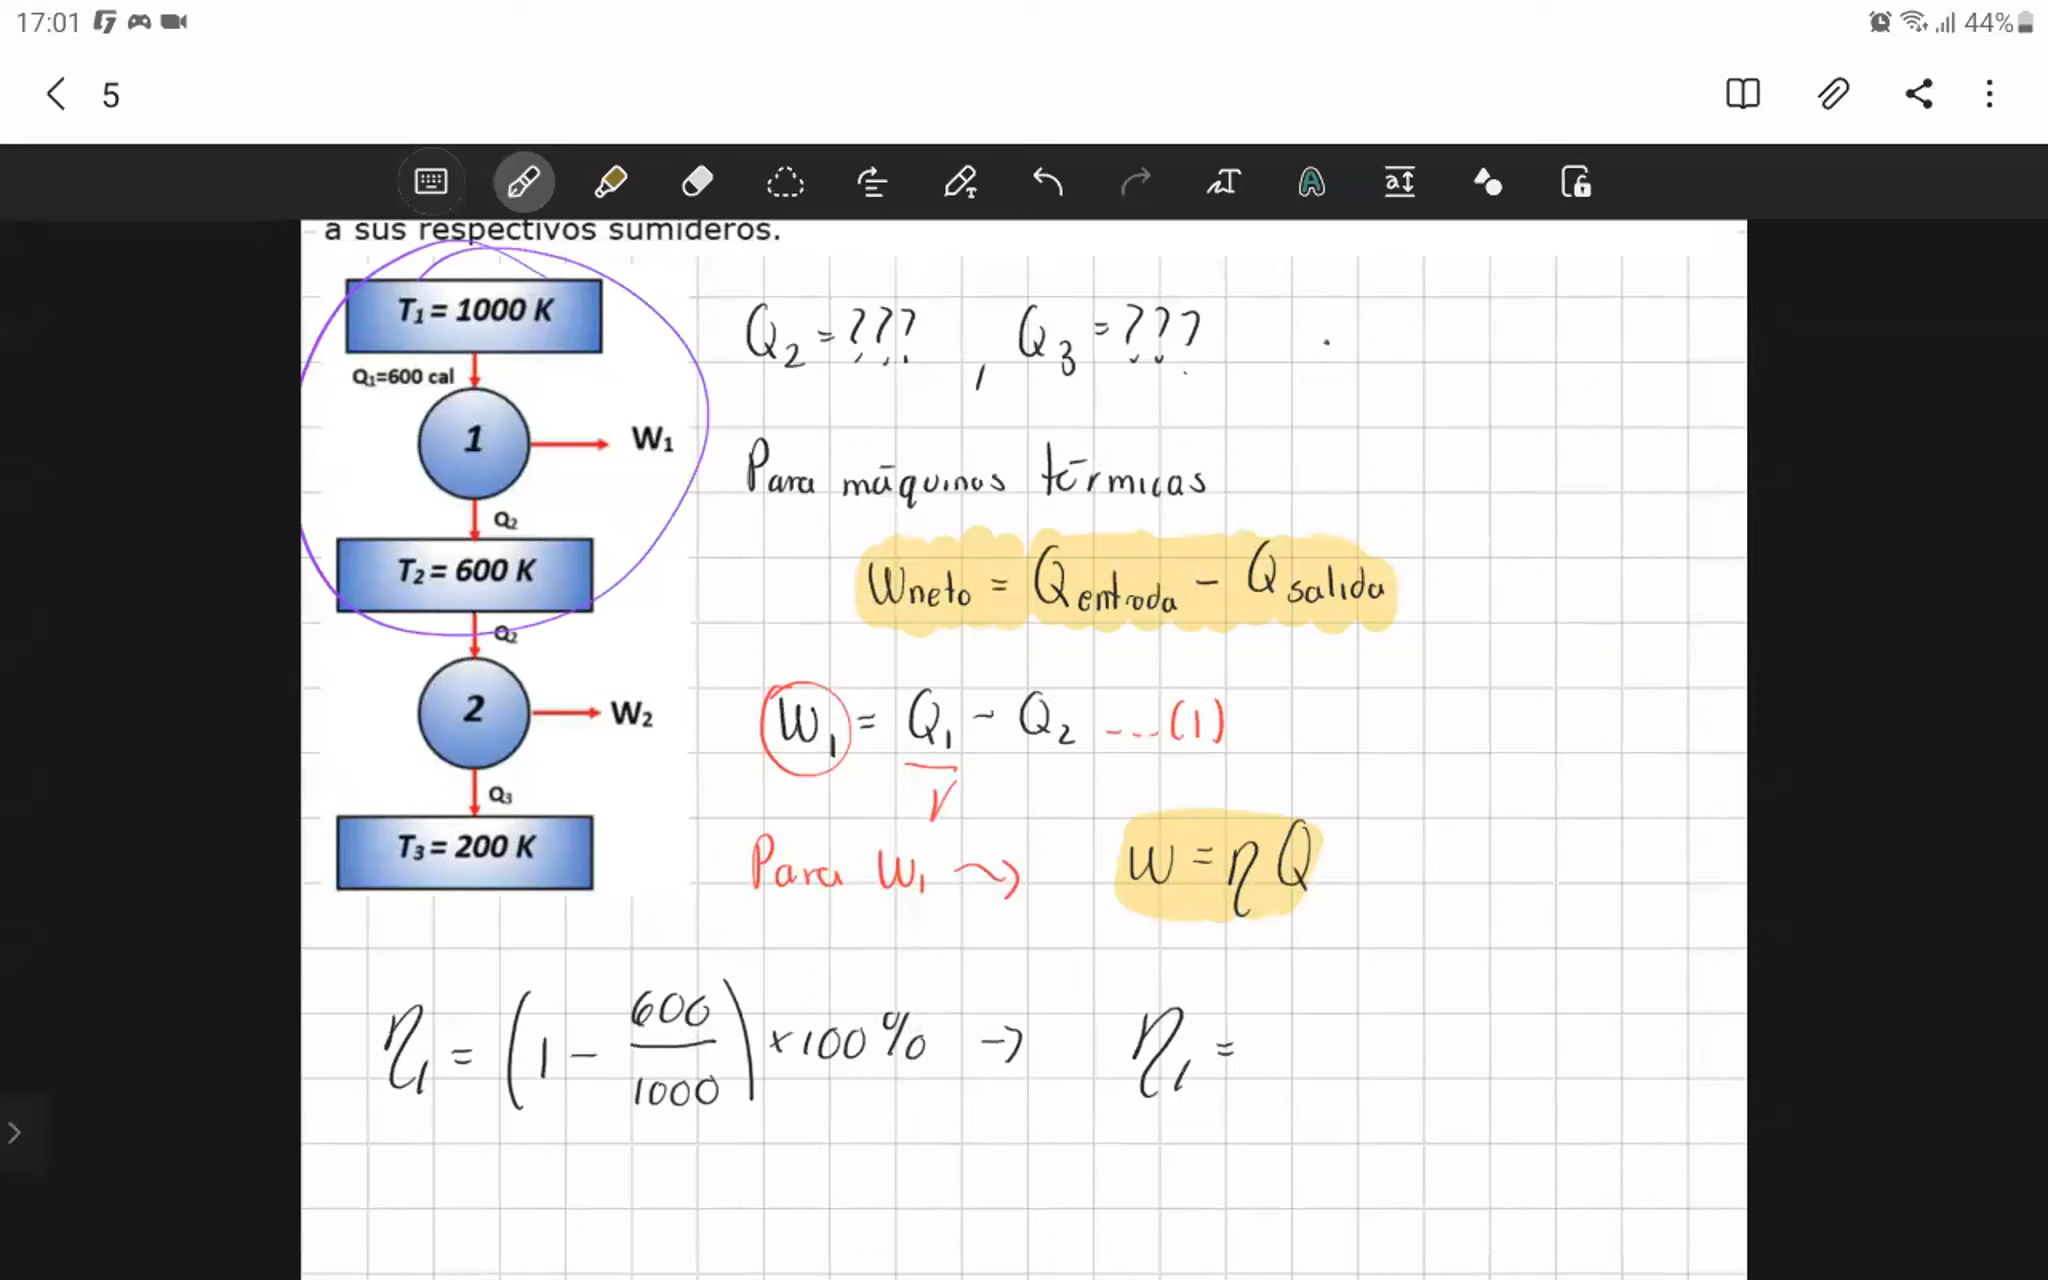 17:01 44%
5
a sus respectivos sumideros.
T₁ = 1000 K
Q₁=600 cal
1
W₁
Q₂
T₂ = 600 K
Q₂
2
W₂
Q₃
T₃ = 200 K
Q₂ = ??? , Q₃ = ???
Para máquinas térmicas
Wneto = Qentrada - Qsalida
W₁ = Q₁ - Q₂ ... (1)
Para W₁ → W = ηQ
η₁ = (1 - 600/1000) × 100% → η₁ =